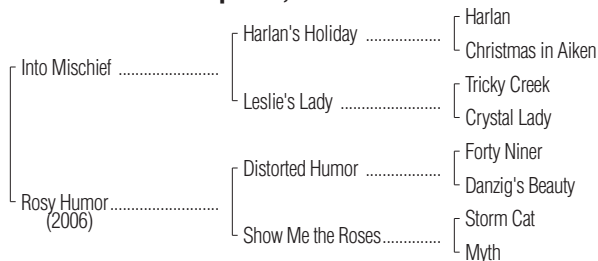 Harlan
Harlan's Holiday ..................
Christmas in Aiken
Into Mischief ........................
Tricky Creek
Leslie's Lady ........................
Crystal Lady
Forty Niner
Distorted Humor ..................
Danzig's Beauty
Rosy Humor..........................
(2006)
Storm Cat
Show Me the Roses..............
Myth